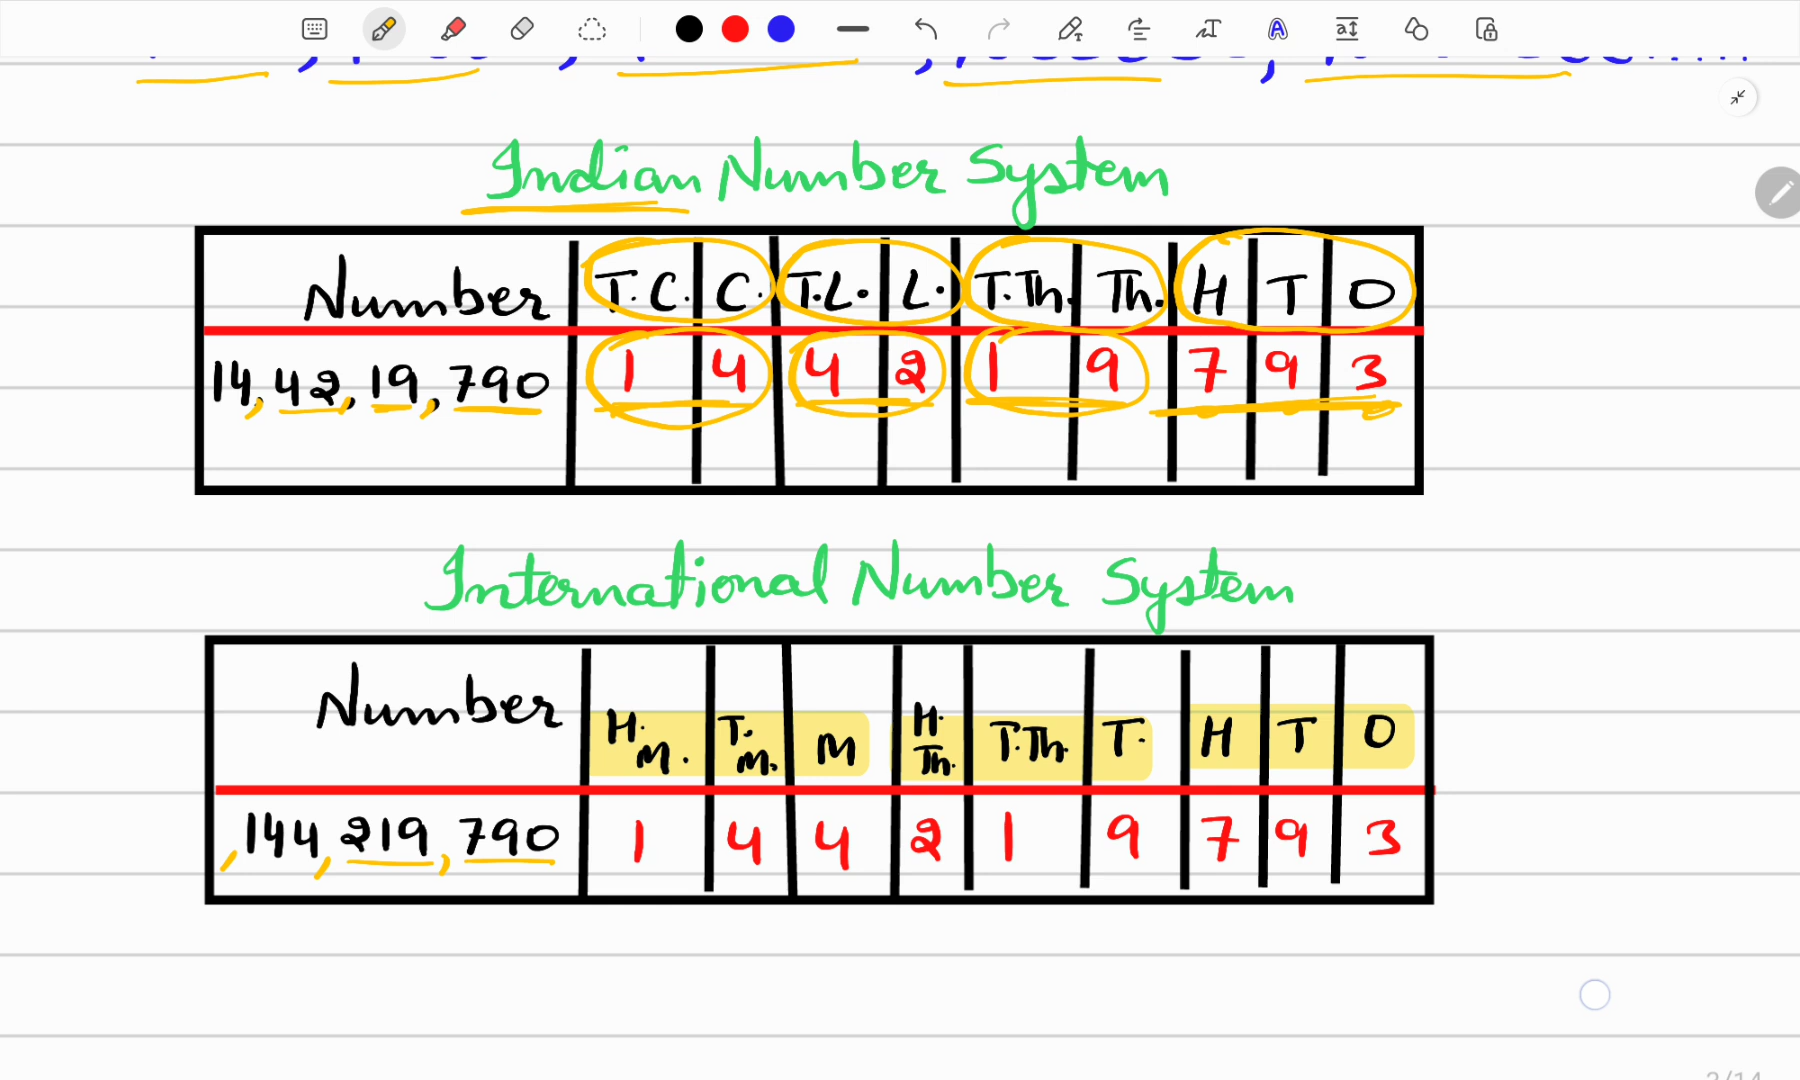 Indian Number System
Number T.C. C. T.L. L. T.Th. Th. H T O
14,42,19,790 1 4 4 2 1 9 7 9 3
International Number System
Number H.M. T.M. M H.Th. T.Th. T. H T O
,144,219,790 1 4 4 2 1 9 7 9 3